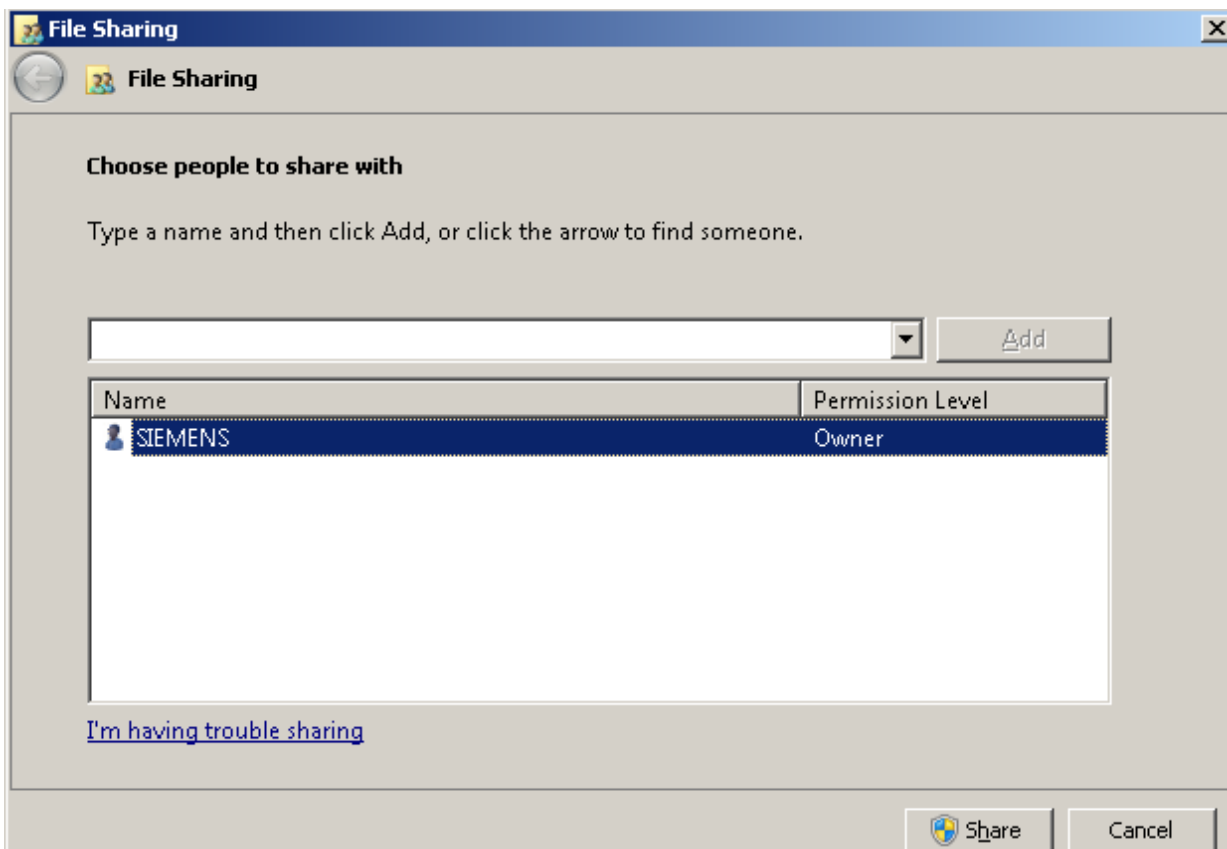 File Sharing
File Sharing
Choose people to share with
Type a name and then click Add, or click the arrow to find someone.
Add
Name Permission Level
SIEMENS Owner
I'm having trouble sharing
Share Cancel